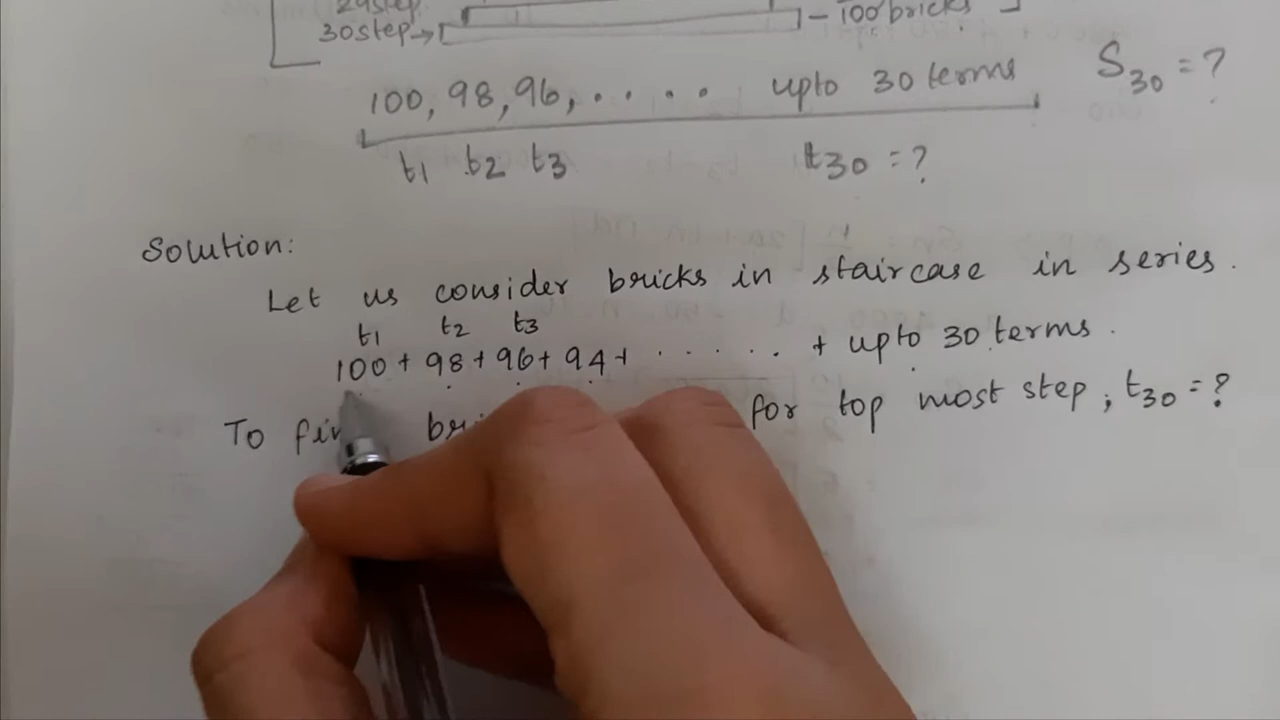 29step
30step→ - 100 bricks
100, 98, 96, . . . . . upto 30 terms S30 = ?
t1 t2 t3 t30 = ?
Solution:
Let us consider bricks in staircase in series.
t1 t2 t3
100 + 98 + 96 + 94 + . . . . . . + upto 30 terms.
To for top most step, t30 = ?